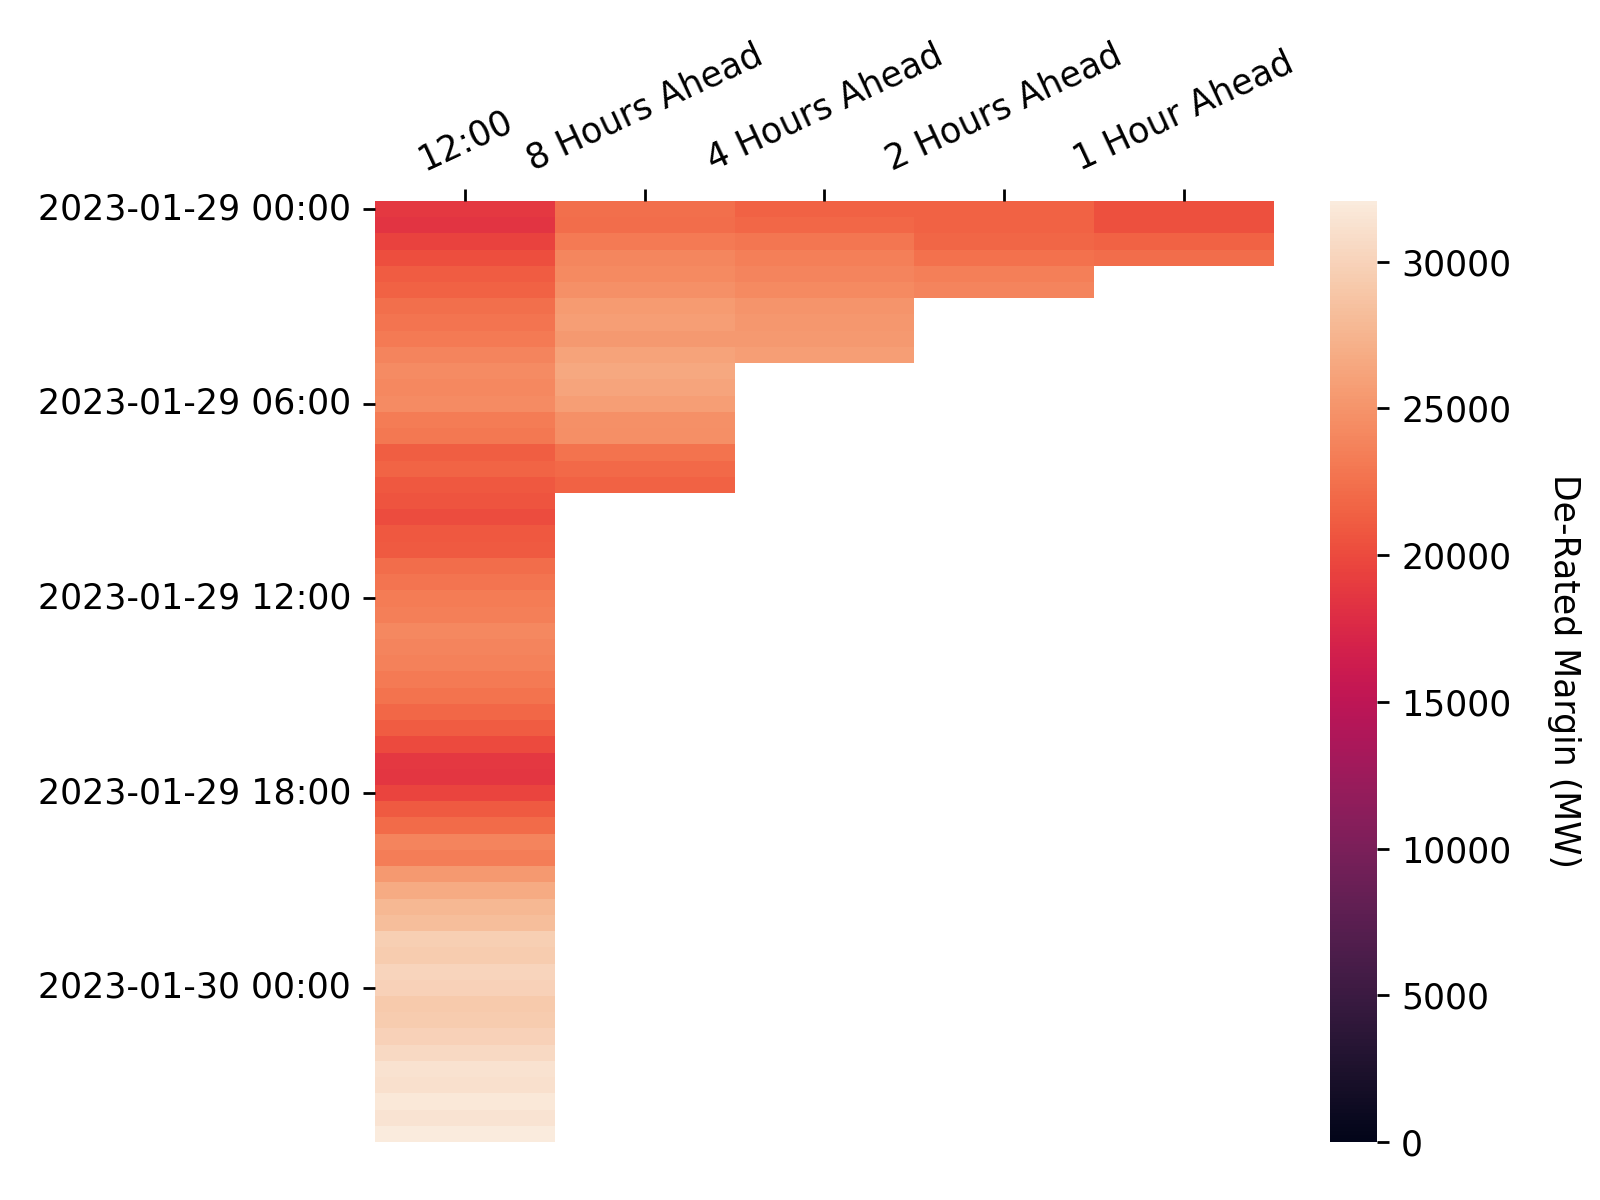 12:00
8 Hours Ahead
4 Hours Ahead
2 Hours Ahead
1 Hour Ahead
2023-01-29 00:00
2023-01-29 06:00
2023-01-29 12:00
2023-01-29 18:00
2023-01-30 00:00
30000
25000
20000
15000
10000
5000
0
De-Rated Margin (MW)